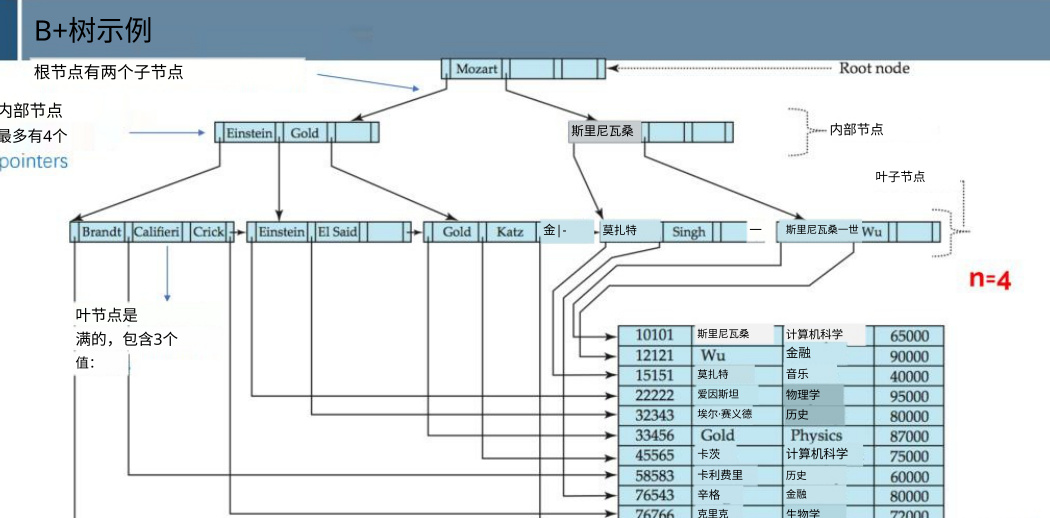 B+树示例
根节点有两个子节点
Mozart
Root node
内部节点
最多有4个
pointers
Einstein Gold
斯里尼瓦桑
内部节点
叶子节点
Brandt Califieri Crick
Einstein El Said
Gold Katz 金|-
莫扎特 Singh 一
斯里尼瓦桑一世 Wu
n=4
叶节点是
满的，包含3个
值：
10101 斯里尼瓦桑 计算机科学 65000
12121 Wu 金融 90000
15151 莫扎特 音乐 40000
22222 爱因斯坦 物理学 95000
32343 埃尔·赛义德 历史 80000
33456 Gold Physics 87000
45565 卡茨 计算机科学 75000
58583 卡利费里 历史 60000
76543 辛格 金融 80000
76766 克里克 生物学 72000